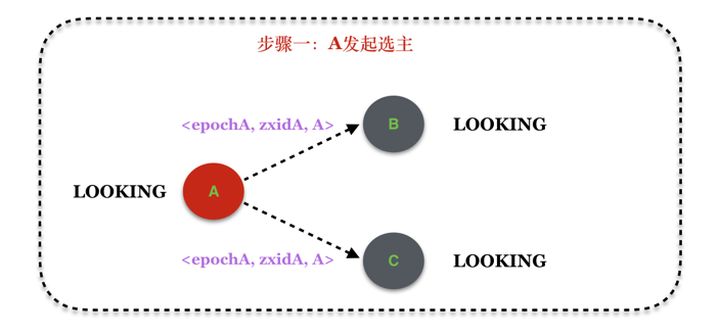 步骤一：A发起选主
<epochA, zxidA, A>
B
LOOKING
LOOKING
A
<epochA, zxidA, A>
C
LOOKING